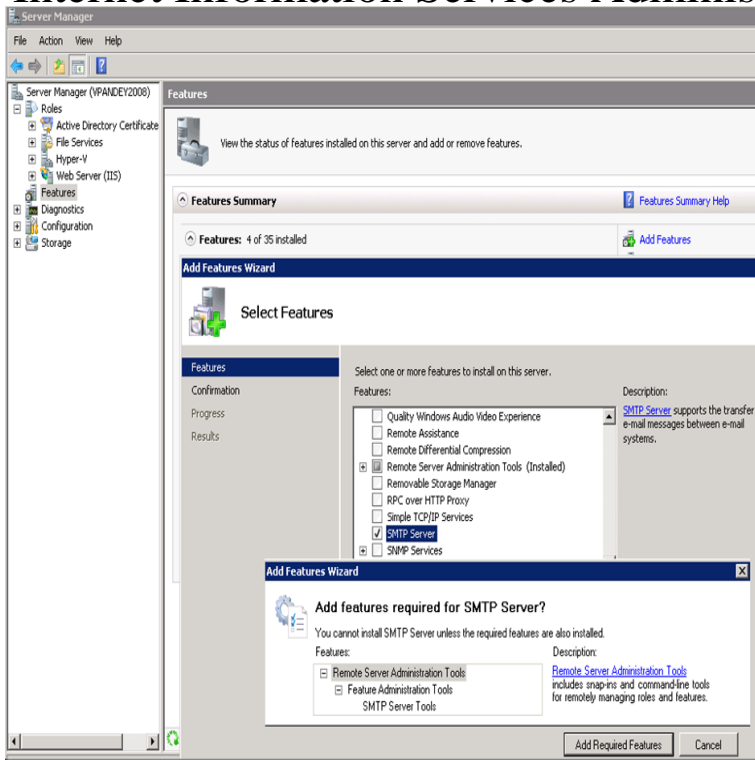 Internet Information Services Adminis
Server Manager
File Action View Help
Server Manager (VPANDEY2008)
Roles
Active Directory Certificate
File Services
Hyper-V
Web Server (IIS)
Features
Diagnostics
Configuration
Storage
Features
View the status of features installed on this server and add or remove features.
Features Summary
Features Summary Help
Features: 4 of 35 installed
Add Features
Add Features Wizard
Select Features
Features
Confirmation
Progress
Results
Select one or more features to install on this server.
Features:
Quality Windows Audio Video Experience
Remote Assistance
Remote Differential Compression
Remote Server Administration Tools (Installed)
Removable Storage Manager
RPC over HTTP Proxy
Simple TCP/IP Services
SMTP Server
SNMP Services
Description:
SMTP Server supports the transfer
e-mail messages between e-mail
systems.
Add Features Wizard
Add features required for SMTP Server?
You cannot install SMTP Server unless the required features are also installed.
Features:
Remote Server Administration Tools
Feature Administration Tools
SMTP Server Tools
Description:
Remote Server Administration Tools
includes snap-ins and command-line tools
for remotely managing roles and features.
Add Required Features
Cancel